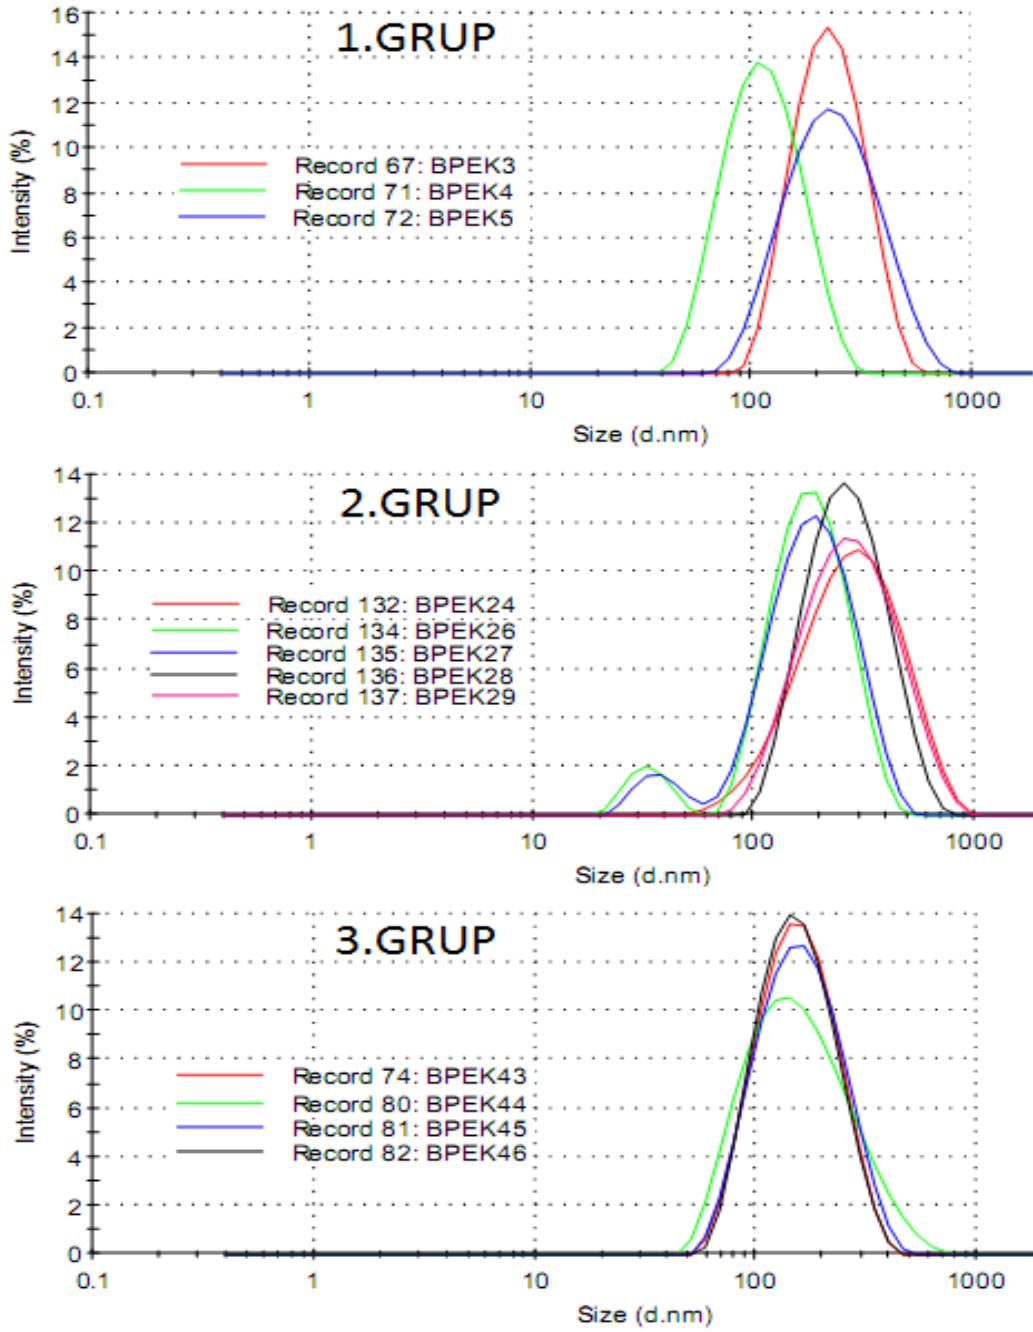 1.GRUP
16
14
12
10
8
6
4
2
0
Intensity (%)
Record 67: BPEK3
Record 71: BPEK4
Record 72: BPEK5
0.1 1 10 100 1000
Size (d.nm)
2.GRUP
14
12
10
8
6
4
2
0
Intensity (%)
Record 132: BPEK24
Record 134: BPEK26
Record 135: BPEK27
Record 136: BPEK28
Record 137: BPEK29
0.1 1 10 100 1000
Size (d.nm)
3.GRUP
14
12
10
8
6
4
2
0
Intensity (%)
Record 74: BPEK43
Record 80: BPEK44
Record 81: BPEK45
Record 82: BPEK46
0.1 1 10 100 1000
Size (d.nm)